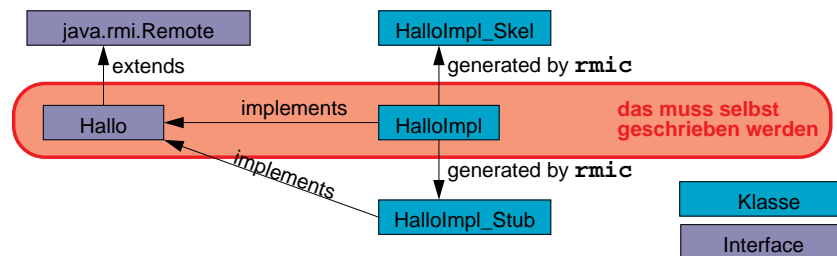 java.rmi.Remote
HalloImpl_Skel
extends
generated by rmic
Hallo
implements
HalloImpl
das muss selbst
geschrieben werden
implements
generated by rmic
HalloImpl_Stub
Klasse
Interface